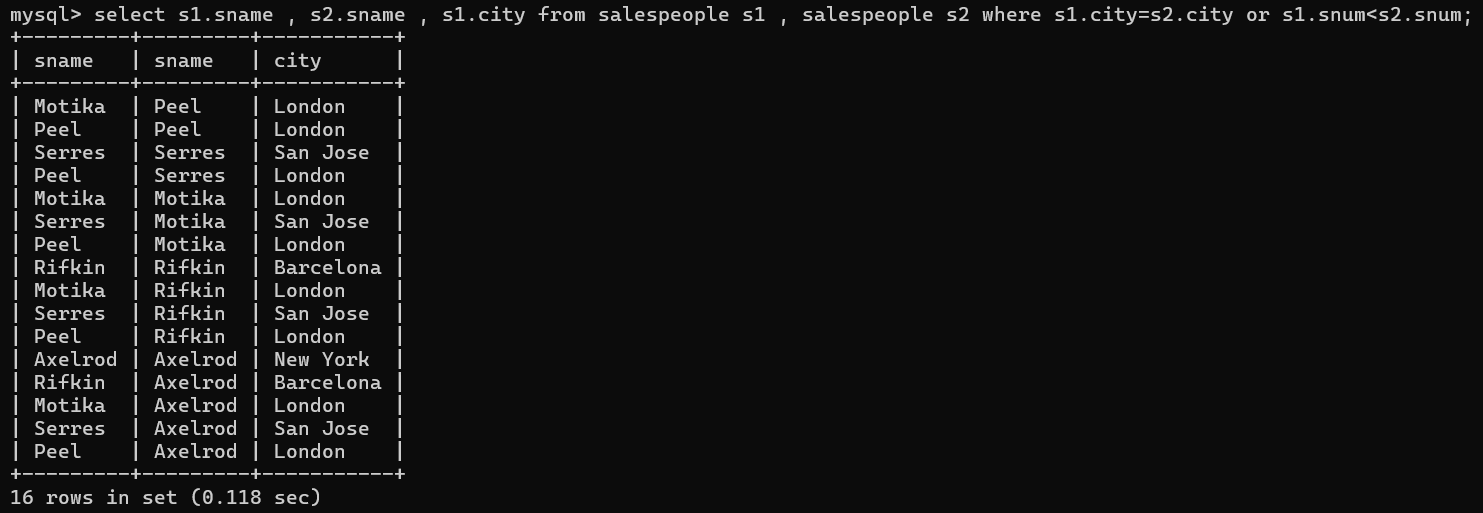 mysql> select s1.sname , s2.sname , s1.city from salespeople s1 , salespeople s2 where s1.city=s2.city or s1.snum<s2.snum;
+---------+---------+-----------+
| sname   | sname   | city      |
+---------+---------+-----------+
| Motika  | Peel    | London    |
| Peel    | Peel    | London    |
| Serres  | Serres  | San Jose  |
| Peel    | Serres  | London    |
| Motika  | Motika  | London    |
| Serres  | Motika  | San Jose  |
| Peel    | Motika  | London    |
| Rifkin  | Rifkin  | Barcelona |
| Motika  | Rifkin  | London    |
| Serres  | Rifkin  | San Jose  |
| Peel    | Rifkin  | London    |
| Axelrod | Axelrod | New York  |
| Rifkin  | Axelrod | Barcelona |
| Motika  | Axelrod | London    |
| Serres  | Axelrod | San Jose  |
| Peel    | Axelrod | London    |
+---------+---------+-----------+
16 rows in set (0.118 sec)